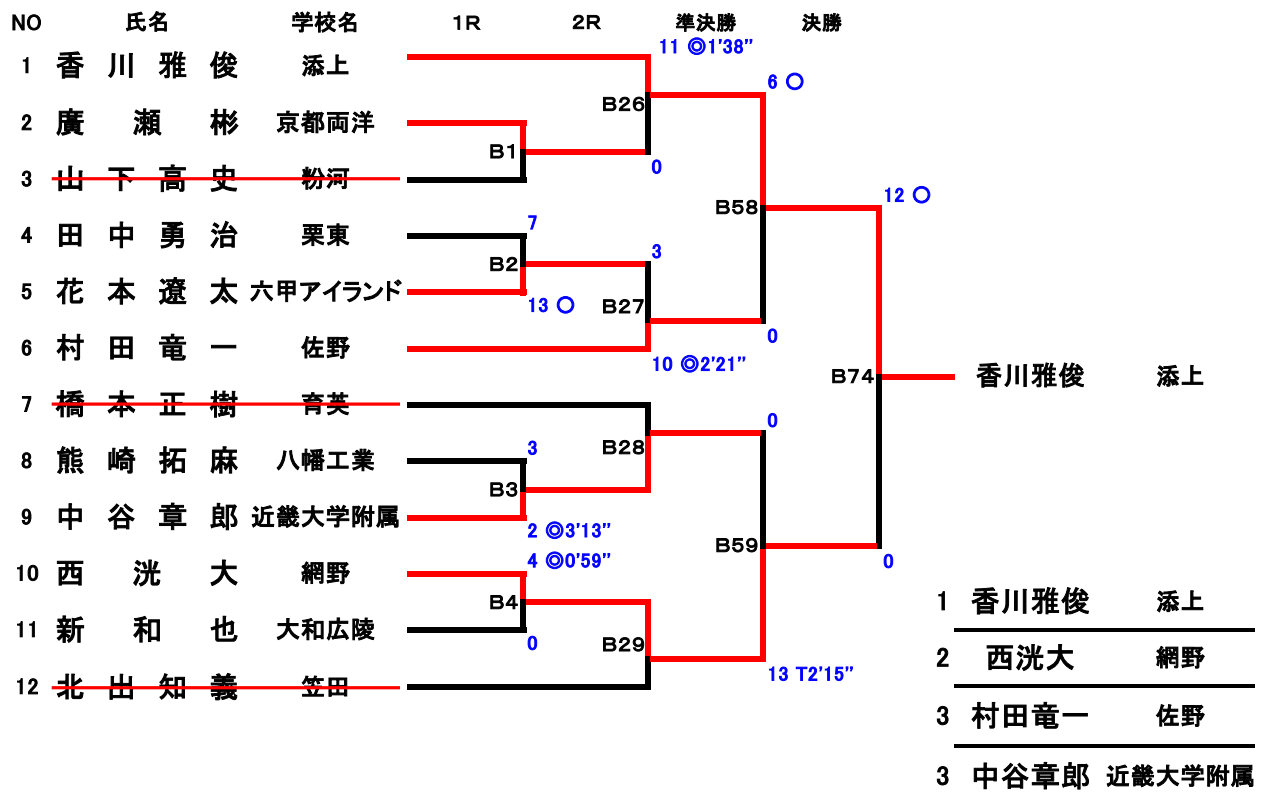 NO 氏名 学校名 1R 2R 準決勝 決勝
11 ◎1'38"
1 香川雅俊 添上
6 ○
B26
2 廣瀬彬 京都両洋
B1
0
3 山下高史 粉河
12 ○
B58
4 田中勇治 栗東
7
3
B2
5 花本遼太 六甲アイランド
13 ○
B27
0
6 村田竜一 佐野
10 ◎2'21"
B74
香川雅俊 添上
7 橋本正樹 育英
0
B28
3
8 熊崎拓麻 八幡工業
B3
9 中谷章郎 近畿大学附属
2 ◎3'13"
B59
4 ◎0'59"
0
10 西洸大 網野
B4
1 香川雅俊 添上
11 新和也 大和広陵
0
B29
2 西洸大 網野
13 T2'15"
12 北出知義 笠田
3 村田竜一 佐野
3 中谷章郎 近畿大学附属